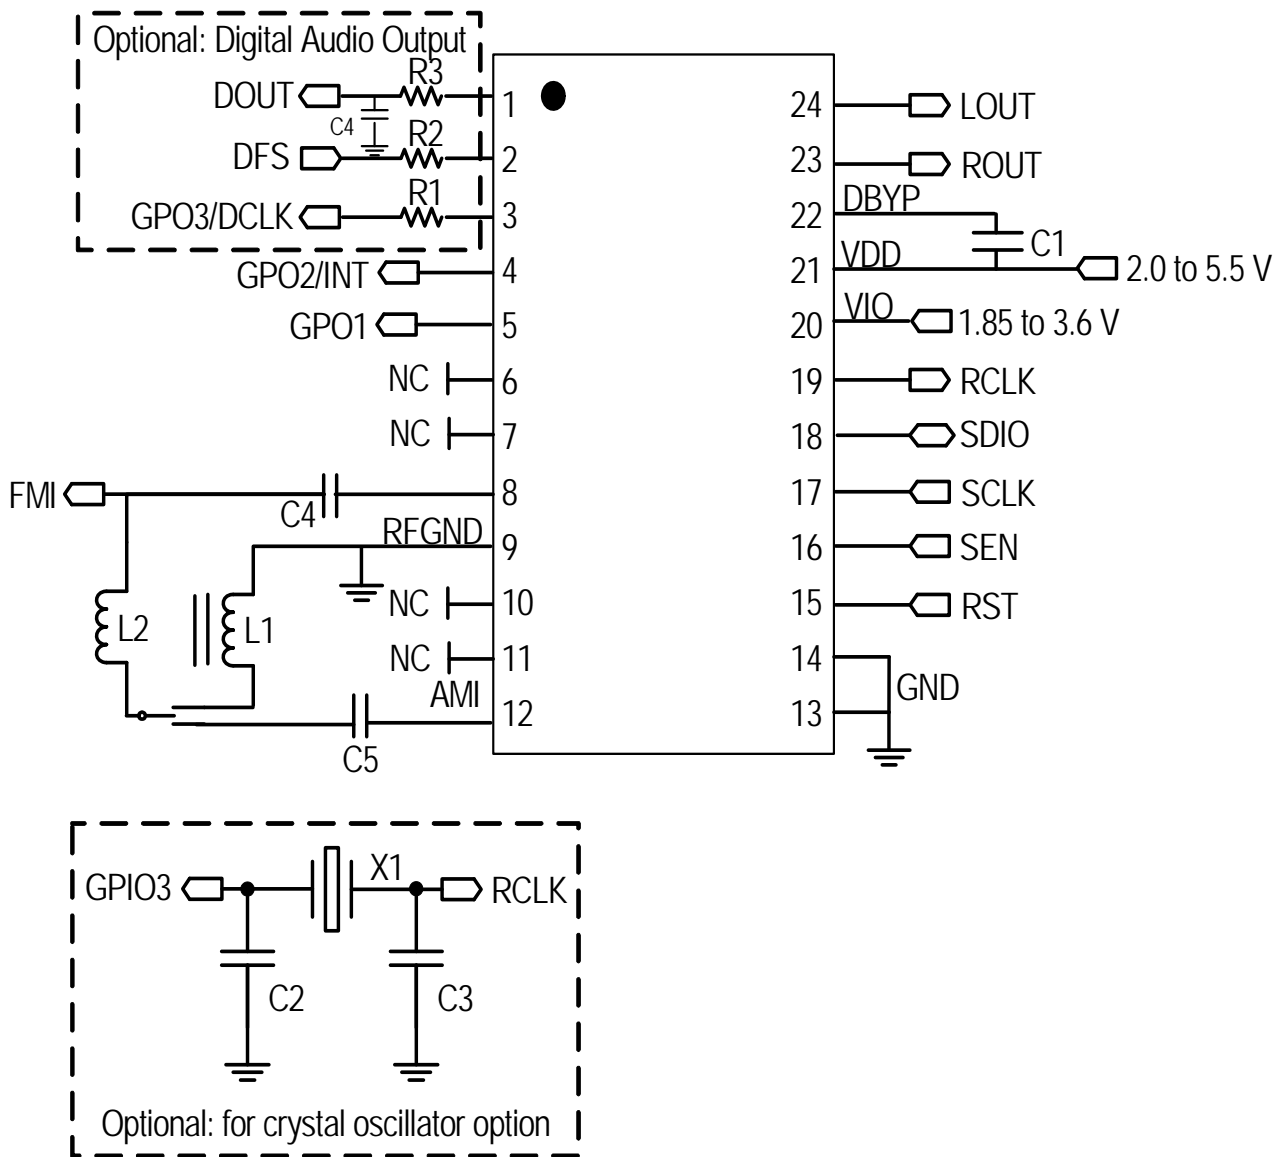 Optional: Digital Audio Output
R3
DOUT
1
C4
R2
DFS
2
R1
GPO3/DCLK
3
GPO2/INT
4
GPO1
5
NC
6
NC
7
FMI
C4
8
RFGND
9
L2
L1
NC
10
NC
11
AMI
12
C5
24
LOUT
23
ROUT
DBYP
22
C1
VDD
21
2.0 to 5.5 V
VIO
20
1.85 to 3.6 V
19
RCLK
18
SDIO
17
SCLK
16
SEN
15
RST
14
GND
13
X1
GPIO3
RCLK
C2
C3
Optional: for crystal oscillator option